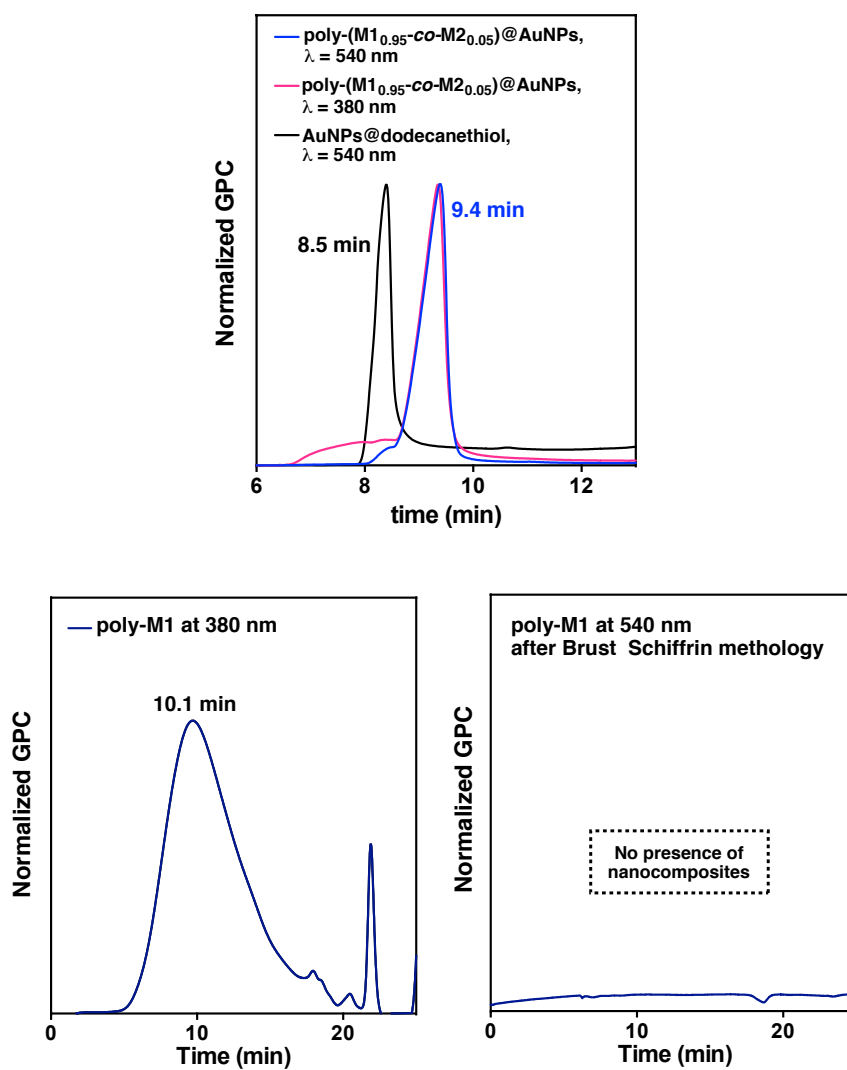 poly-(M10.95-co-M20.05)@AuNPs,
λ = 540 nm
poly-(M10.95-co-M20.05)@AuNPs,
λ = 380 nm
AuNPs@dodecanethiol,
λ = 540 nm
9.4 min
8.5 min
Normalized GPC
6
8
10
12
time (min)
poly-M1 at 380 nm
10.1 min
Normalized GPC
0
10
20
Time (min)
poly-M1 at 540 nm
after Brust Schiffrin methology
Normalized GPC
No presence of
nanocomposites
0
10
20
Time (min)